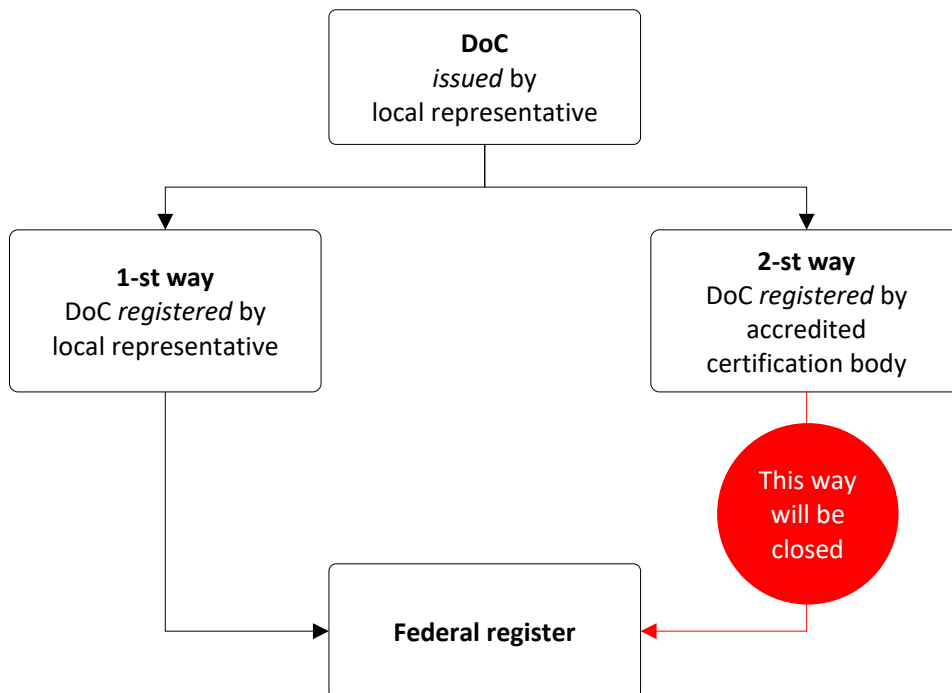 DoC
issued by
local representative
1-st way
DoC registered by
local representative
2-st way
DoC registered by
accredited
certification body
This way
will be
closed
Federal register